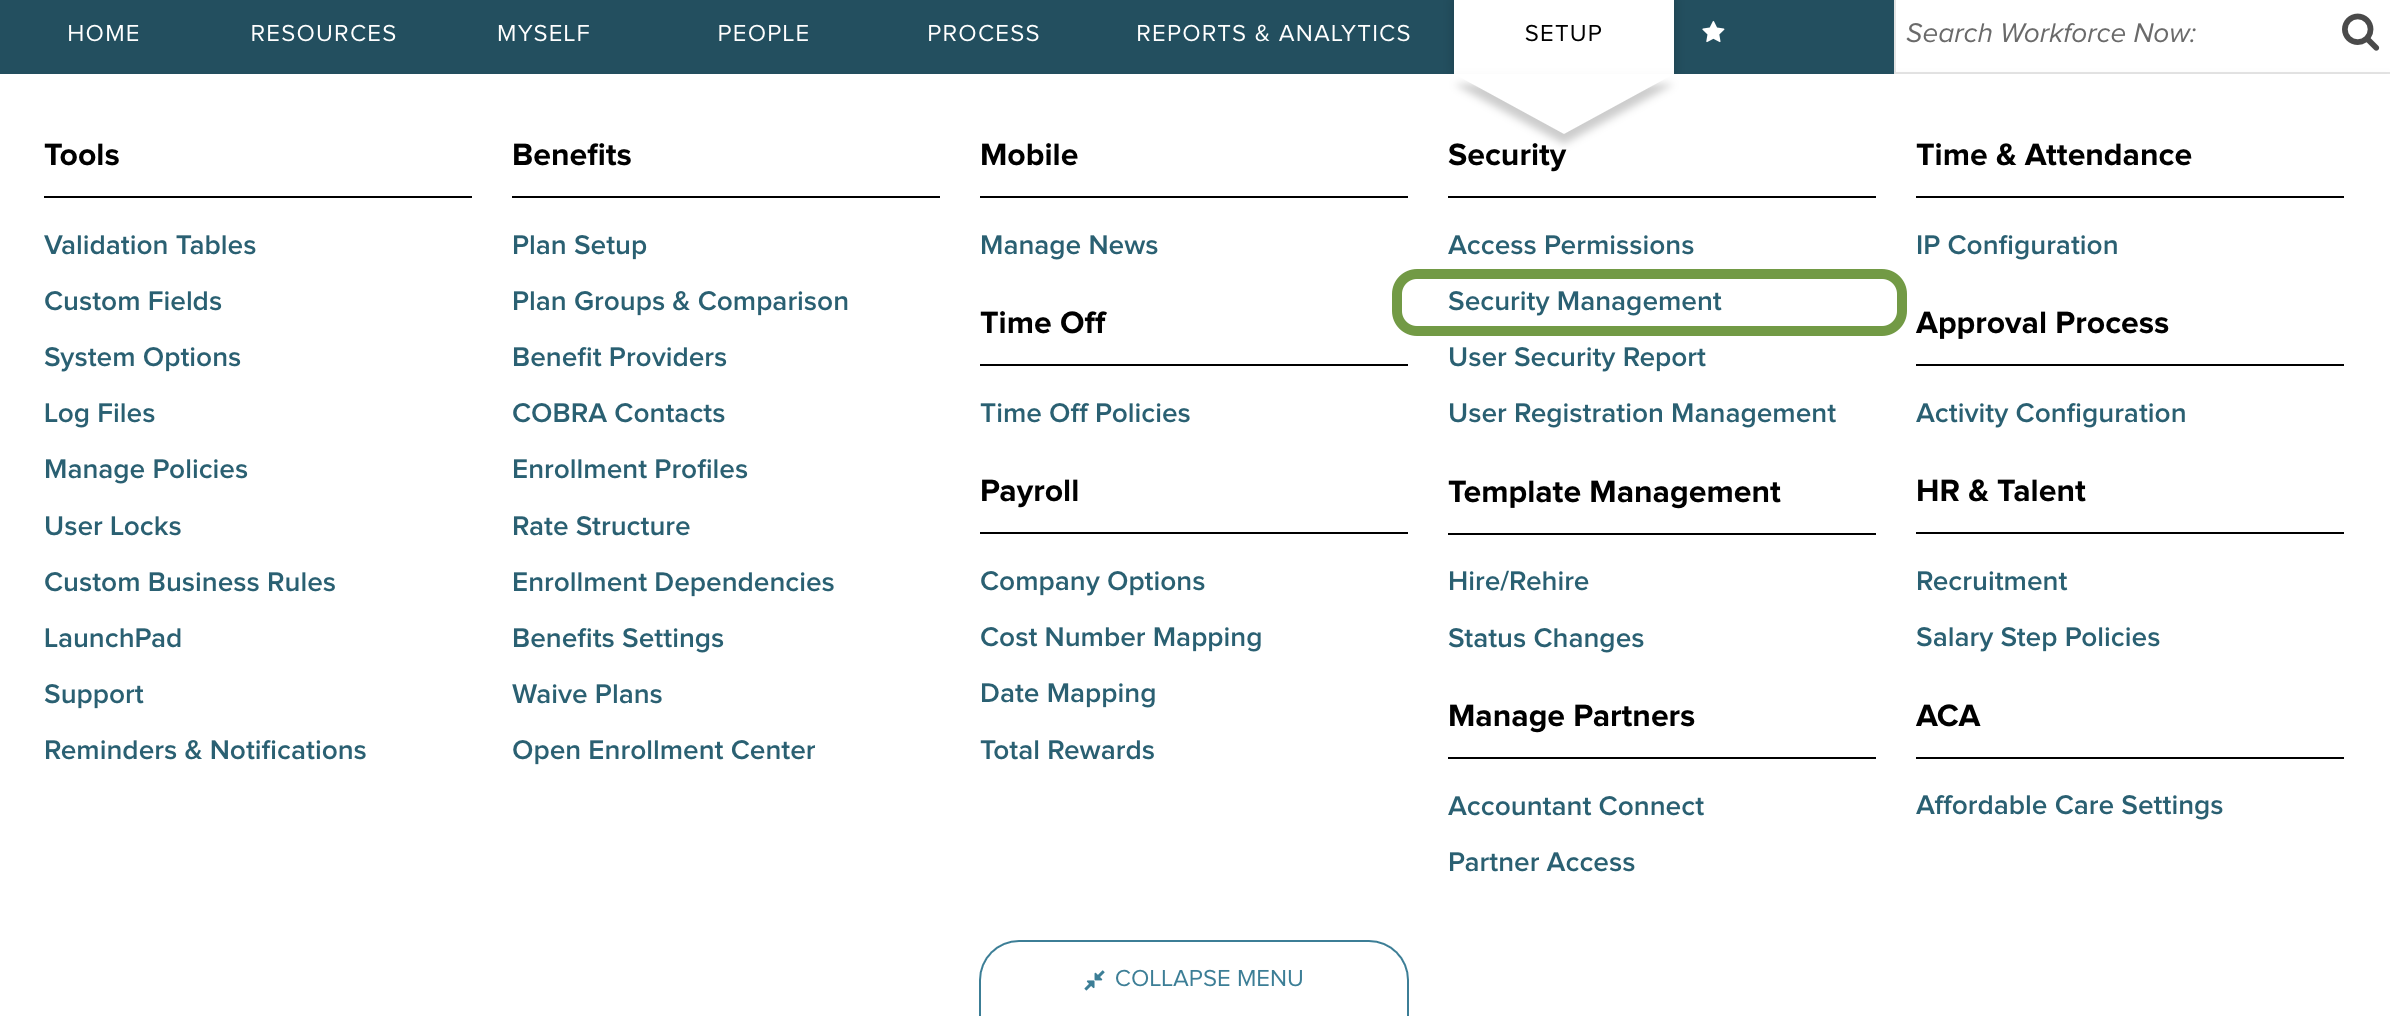 HOME
RESOURCES
MYSELF
PEOPLE
PROCESS
REPORTS & ANALYTICS
SETUP
Search Workforce Now:
Tools
Validation Tables
Custom Fields
System Options
Log Files
Manage Policies
User Locks
Custom Business Rules
LaunchPad
Support
Reminders & Notifications
Benefits
Plan Setup
Plan Groups & Comparison
Benefit Providers
COBRA Contacts
Enrollment Profiles
Rate Structure
Enrollment Dependencies
Benefits Settings
Waive Plans
Open Enrollment Center
Mobile
Manage News
Time Off
Time Off Policies
Payroll
Company Options
Cost Number Mapping
Date Mapping
Total Rewards
Security
Access Permissions
Security Management
User Security Report
User Registration Management
Template Management
Hire/Rehire
Status Changes
Manage Partners
Accountant Connect
Partner Access
Time & Attendance
IP Configuration
Approval Process
Activity Configuration
HR & Talent
Recruitment
Salary Step Policies
ACA
Affordable Care Settings
COLLAPSE MENU